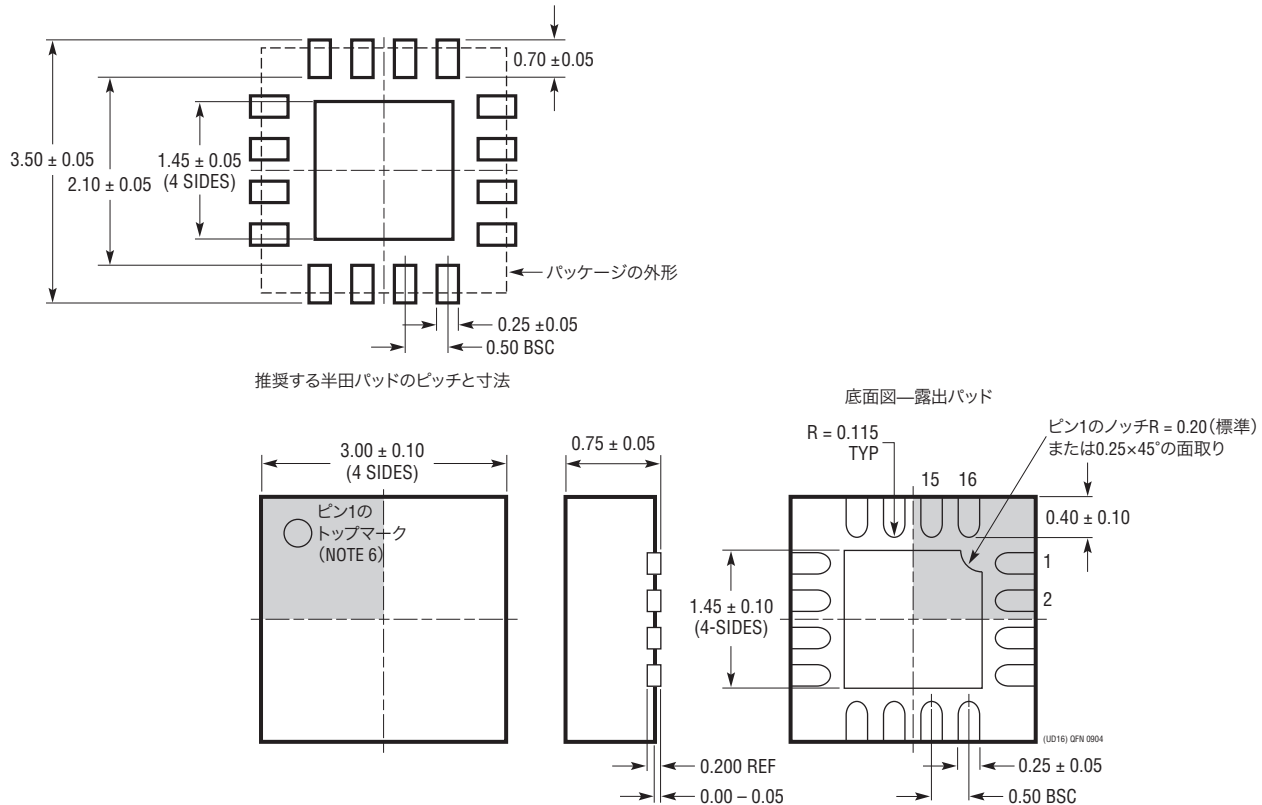 0.70 ±0.05
3.50 ± 0.05
2.10 ± 0.05
1.45 ± 0.05
(4 SIDES)
パッケージの外形
0.25 ±0.05
0.50 BSC
推奨する半田パッドのピッチと寸法
底面図—露出パッド
3.00 ± 0.10
(4 SIDES)
ピン1の
トップマーク
(NOTE 6)
0.75 ± 0.05
0.200 REF
0.00 – 0.05
R = 0.115
TYP
ピン1のノッチR = 0.20(標準)
または0.25×45°の面取り
15
16
0.40 ± 0.10
1
2
1.45 ± 0.10
(4-SIDES)
(UD16) QFN 0904
0.25 ± 0.05
0.50 BSC